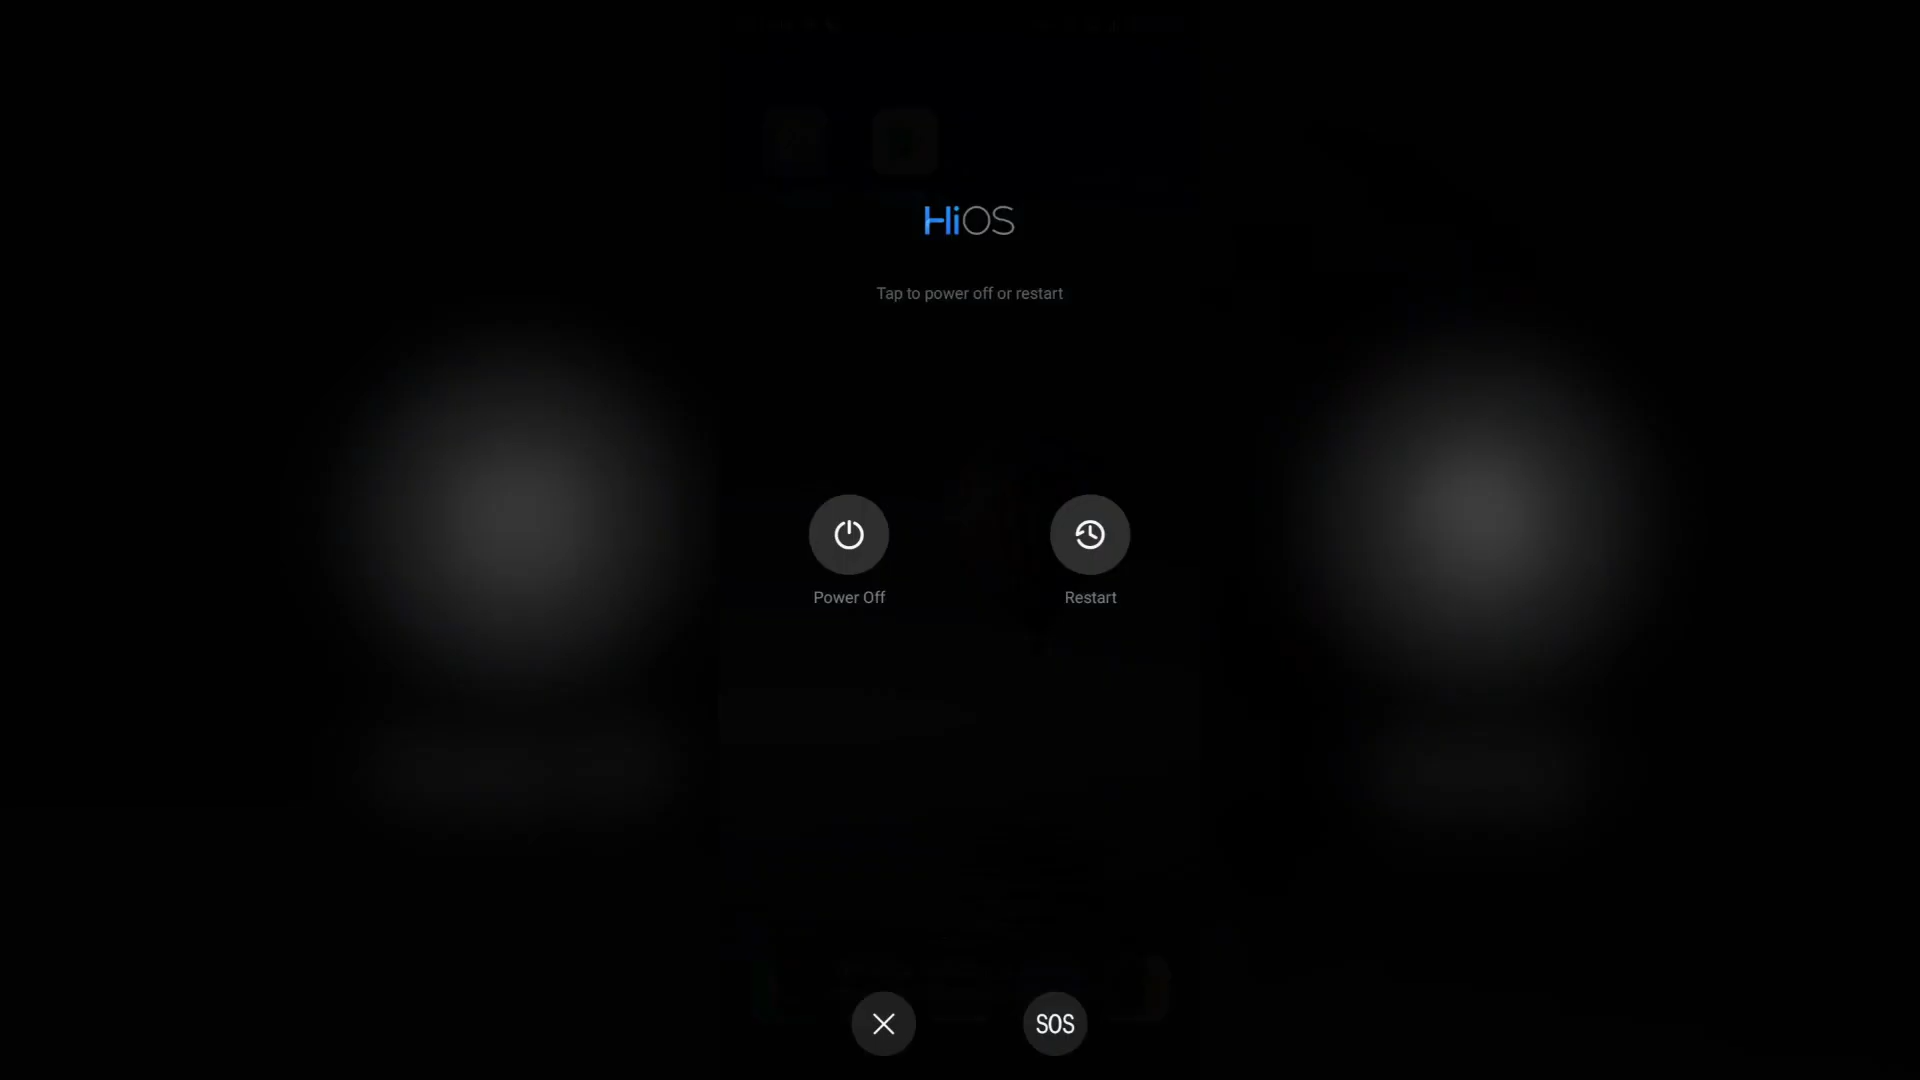 HiOS
Tap to power off or restart
Power Off
Restart
SOS